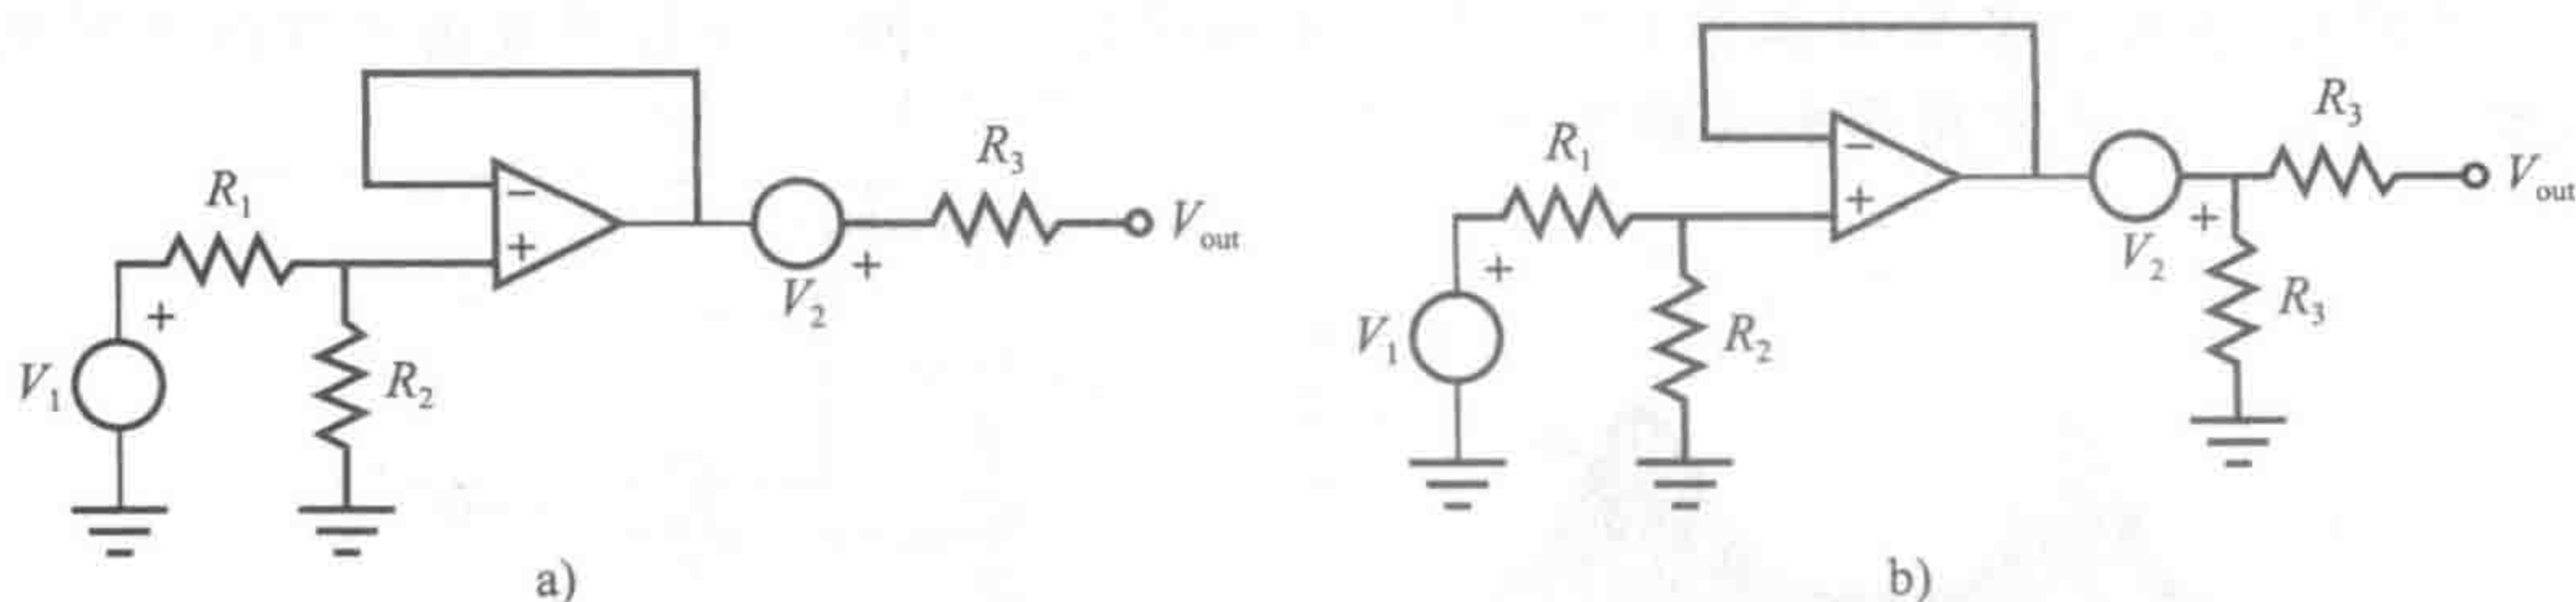 R1
V1
+
R2
−
+
V2
+
R3
Vout
a)
R1
V1
+
R2
−
+
V2
+
R3
R3
Vout
b)